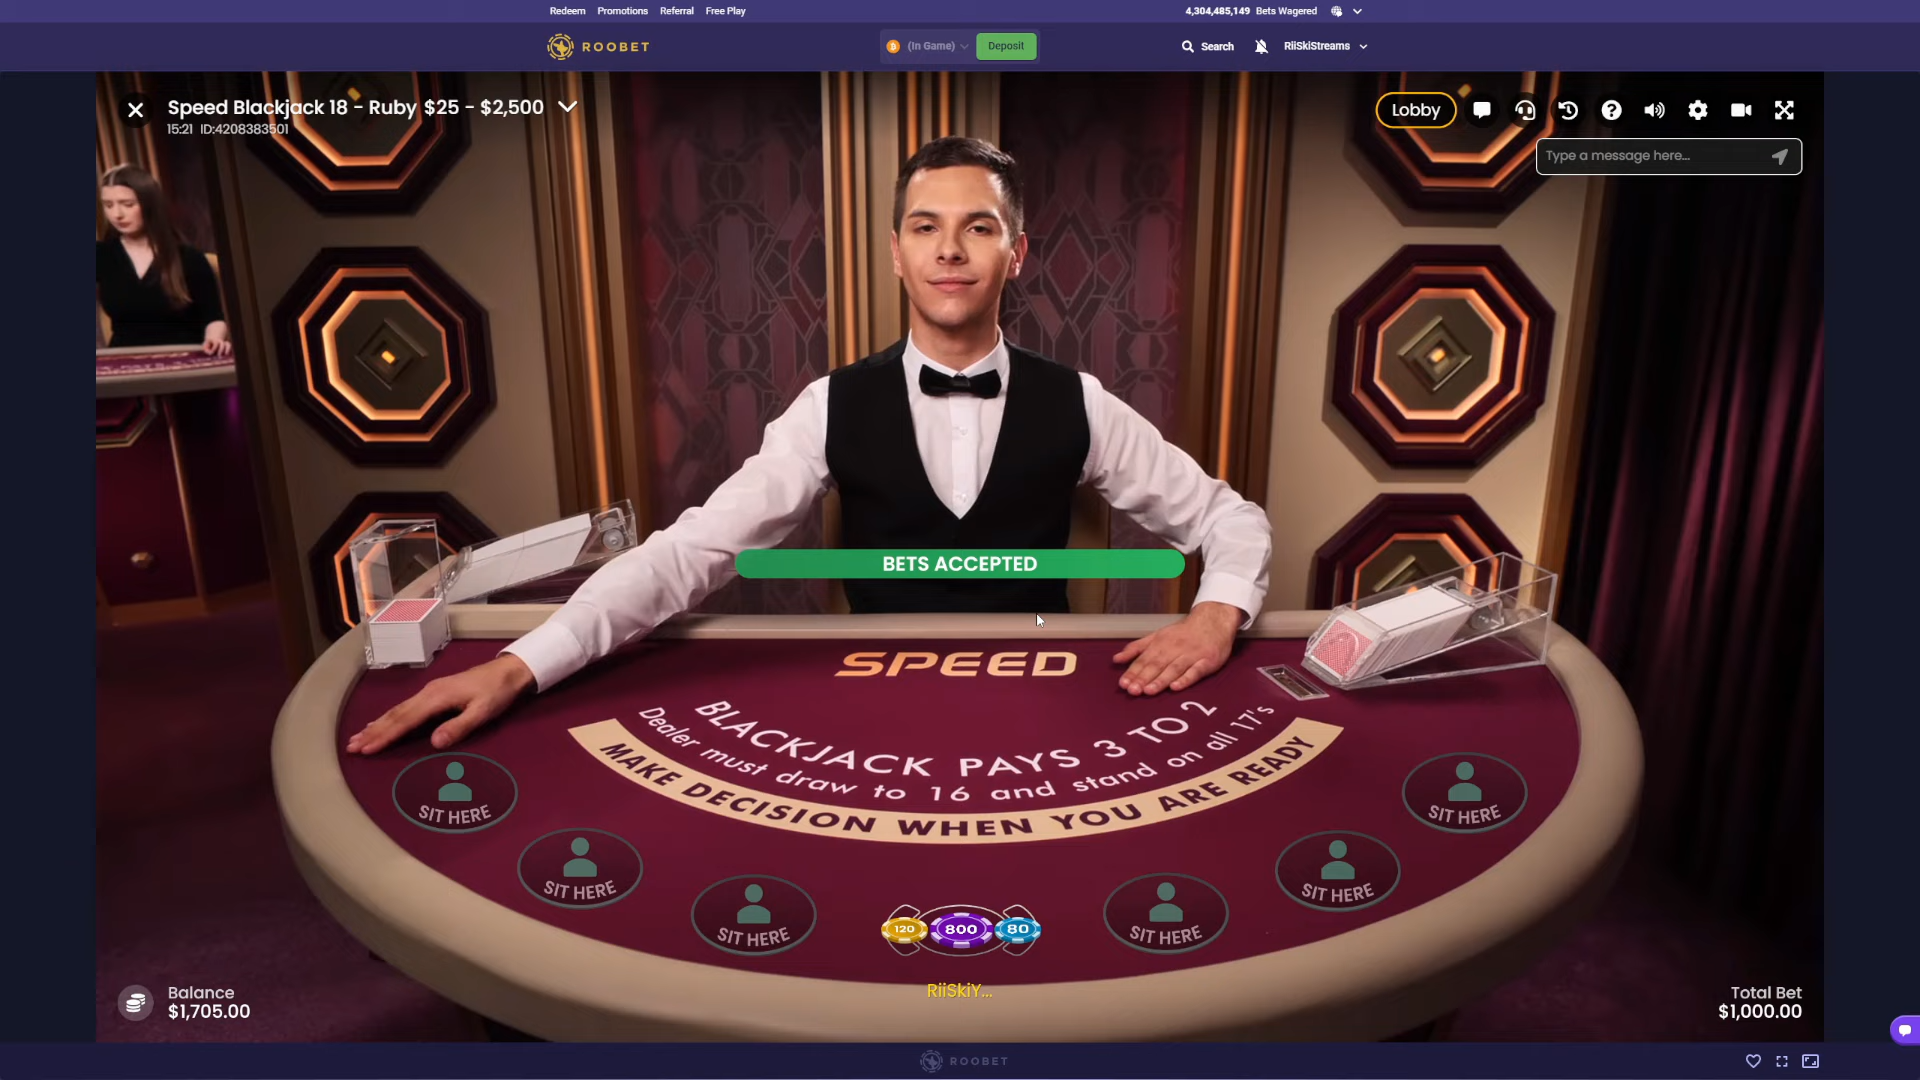 Redeem Promotions Referral Free Play
4,304,485,149 Bets Wagered
ROOBET
(In Game)
Deposit
Search
RiiSkiStreams
Speed Blackjack 18 - Ruby $25 - $2,500
15:21 ID:4208383501
Lobby
Type a message here...
BETS ACCEPTED
SPEED
BLACKJACK PAYS 3 TO 2
Dealer must draw to 16 and stand on all 17's
MAKE DECISION WHEN YOU ARE READY
SIT HERE
SIT HERE
SIT HERE
120
800
80
SIT HERE
SIT HERE
SIT HERE
RiiSkiY...
Balance
$1,705.00
Total Bet
$1,000.00
ROOBET